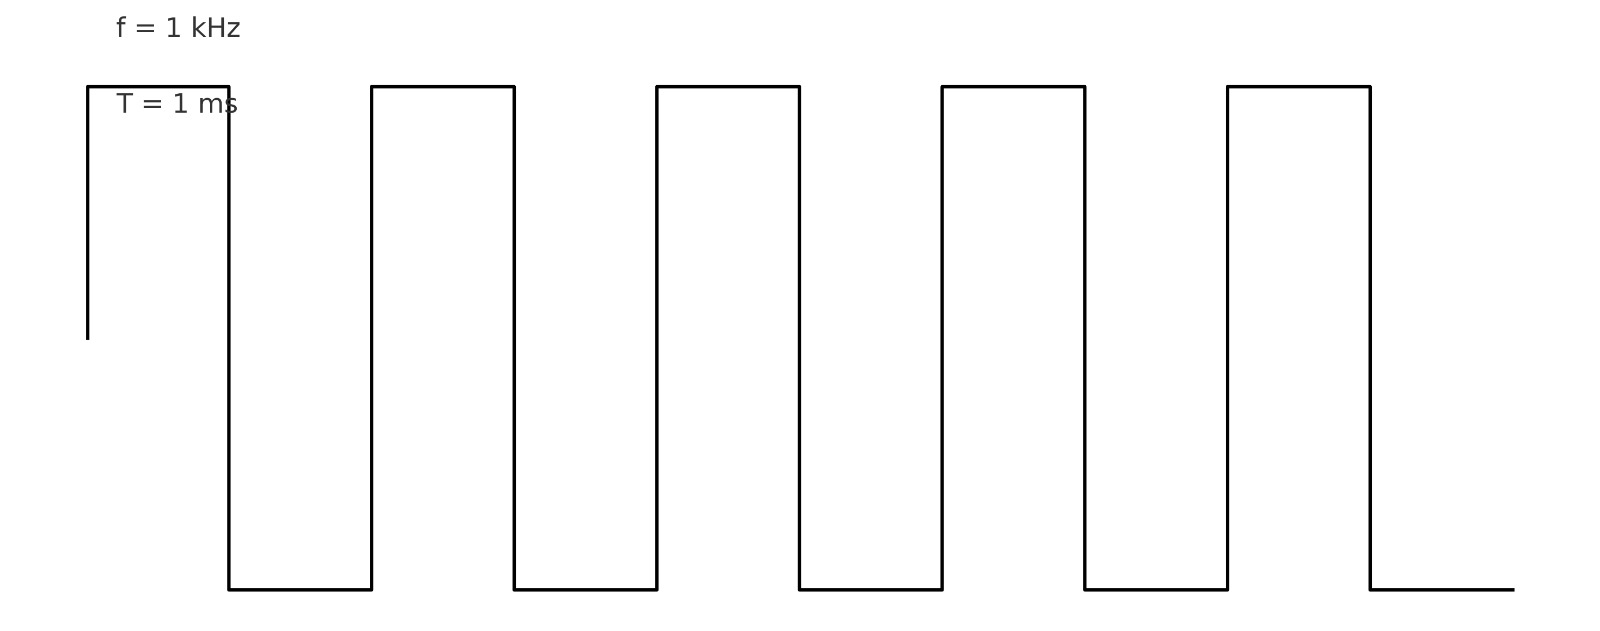 f = 1 kHz
T = 1 ms